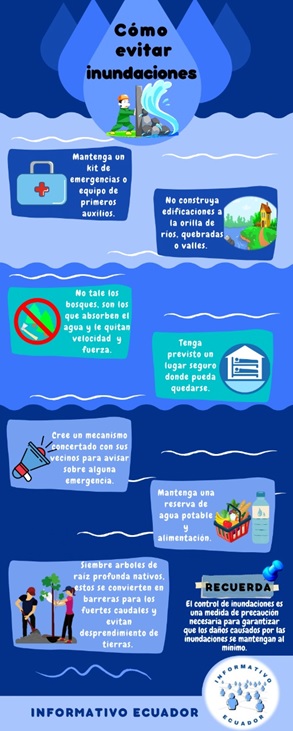 Cómo
evitar
inundaciones
Mantenga un
kit de
emergencias o
equipo de
primeros
auxilios.
No construya
edificaciones a
la orilla de
ríos, quebradas
o valles.
No tale los
bosques, son los
que absorben el
agua y le quitan
velocidad y
fuerza.
Tenga
previsto un
lugar seguro
donde pueda
quedarse.
Cree un mecanismo
concertado con sus
vecinos para avisar
sobre alguna
emergencia.
Mantenga una
reserva de
agua potable
y
alimentación.
Siembre arboles de
raíz profunda nativos,
éstos se convierten en
barreras para los
fuertes caudales y
evitan
desprendimiento de
tierras.
RECUERDA
El control de inundaciones es
una medida de precaución
necesaria para garantizar
que los daños causados por las
inundaciones se mantengan al
mínimo.
INFORMATIVO
ECUADOR
INFORMATIVO ECUADOR